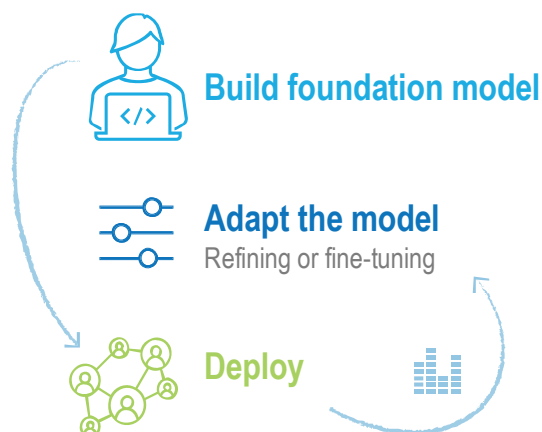 </>
Build foundation model
Adapt the model
Refining or fine-tuning
Deploy